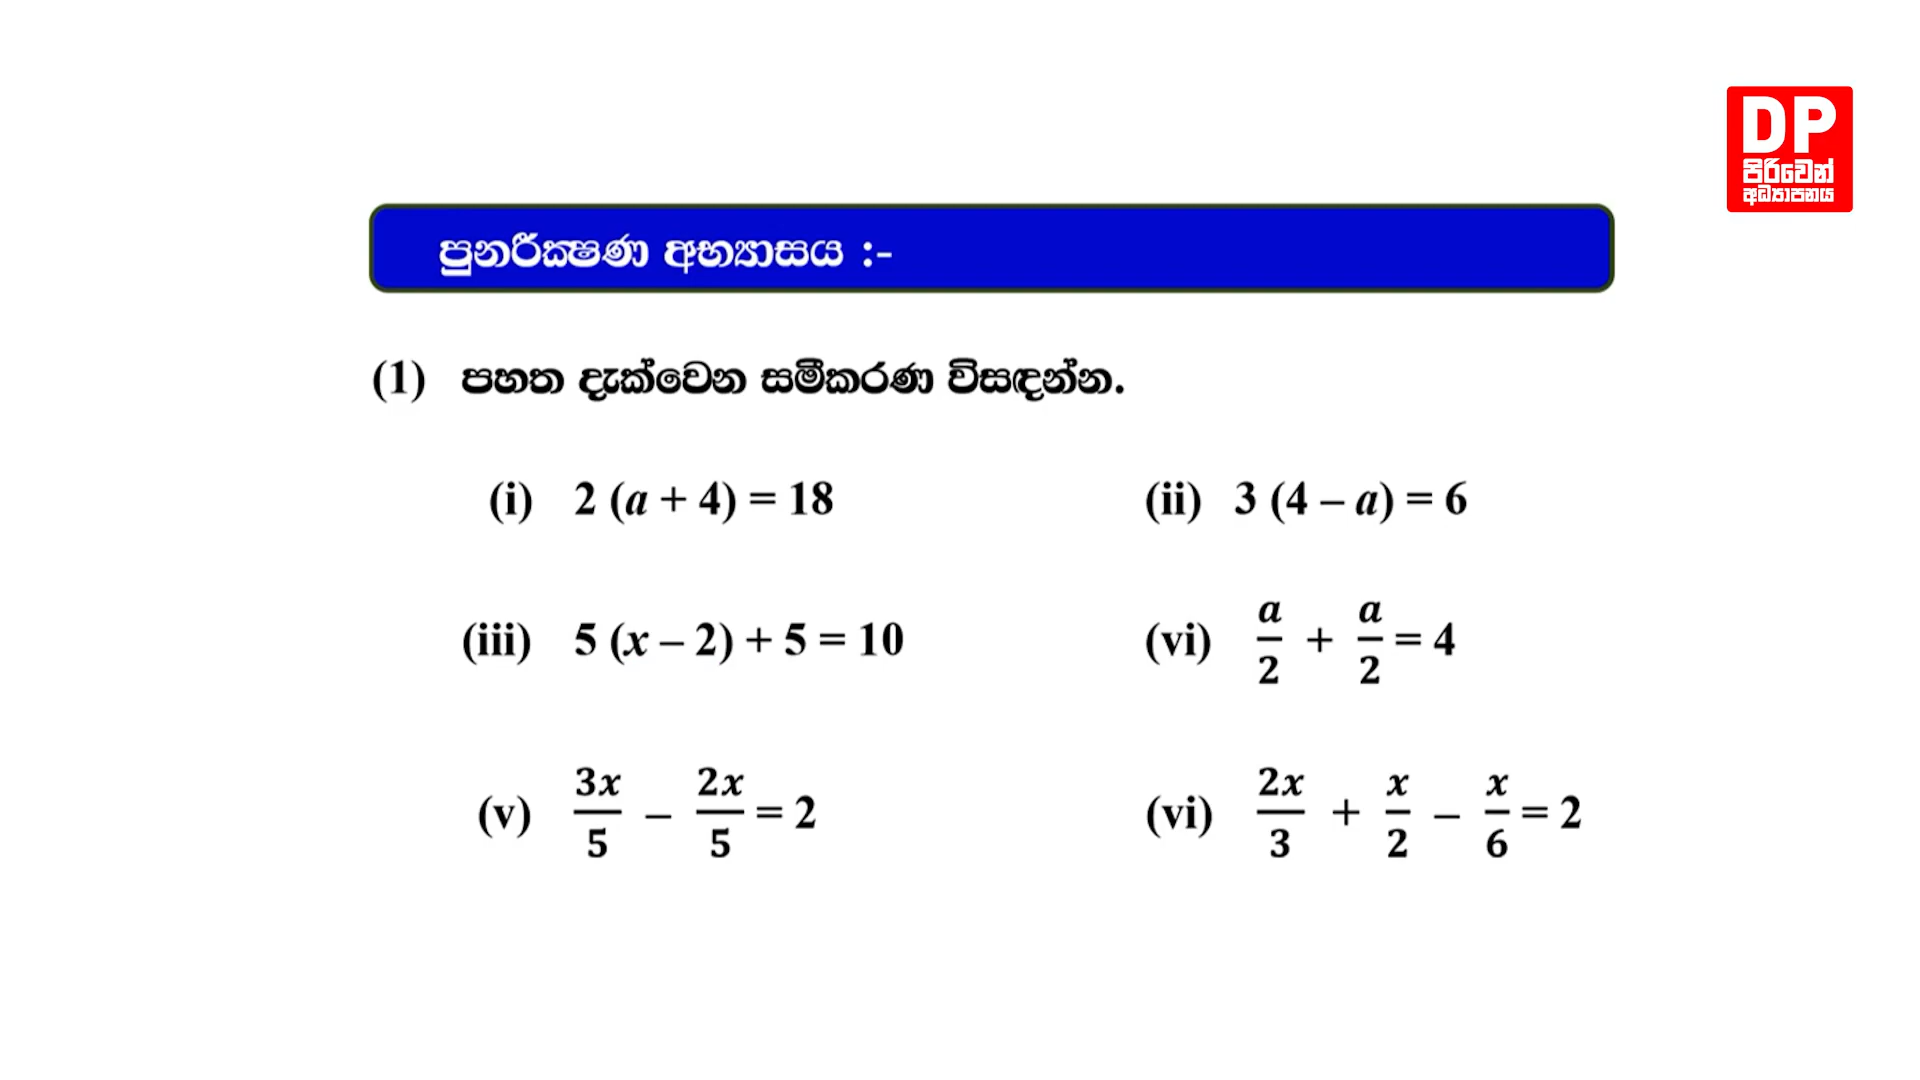 DP
පිරිවෙන්
අධ්‍යාපනය
පුනරීක්ෂණ අභ්‍යාසය :-
(1) පහත දැක්වෙන සමීකරණ විසඳන්න.
(i) 2 (a + 4) = 18 (ii) 3 (4 – a) = 6
(iii) 5 (x – 2) + 5 = 10 (vi) a/2 + a/2 = 4
(v) 3x/5 – 2x/5 = 2 (vi) 2x/3 + x/2 – x/6 = 2